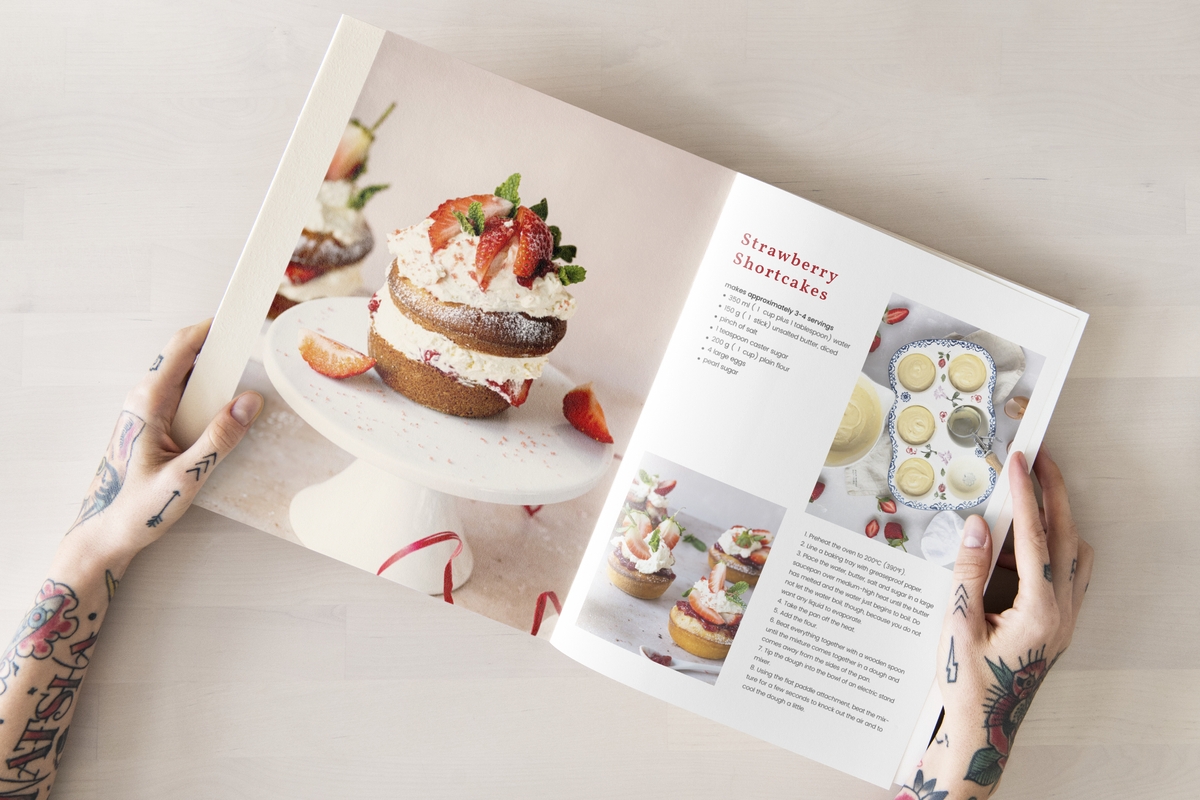 Strawberry
Shortcakes
makes approximately 3-4 servings
• 350 ml ( 1 cup plus 1 tablespoon) water
• 150 g ( 1 stick) unsalted butter, diced
• pinch of salt
• 1 teaspoon caster sugar
• 200 g ( 1 cup) plain flour
• 4 large eggs
• pearl sugar
1. Preheat the oven to 200ºC (390ºF).
2. Line a baking tray with greaseproof paper.
3. Place the water, butter, salt and sugar in a large
saucepan over medium-high heat until the butter
has melted and the water just begins to boil. Do
not let the water boil, though, because you do not
want any liquid to evaporate.
4. Take the pan off the heat.
5. Add the flour.
6. Beat everything together with a wooden spoon
until the mixture comes together in a dough and
comes away from the sides of the pan.
7. Tip the dough into the bowl of an electric stand
mixer
8. Using the flat paddle attachment, beat the mix-
ture for a few seconds to knock out the air and to
cool the dough a little.